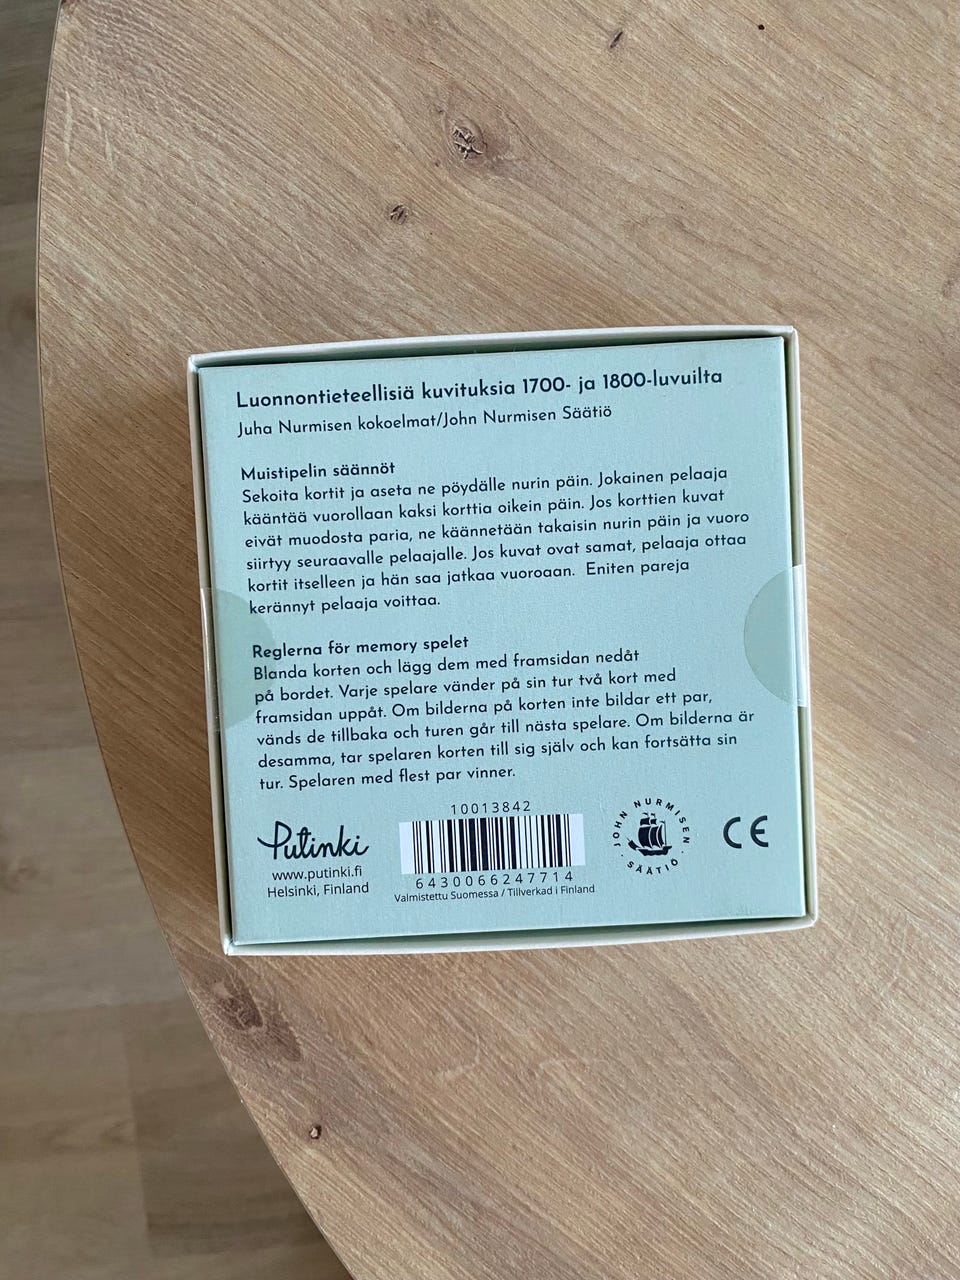 Luonnontieteellisiä kuvituksia 1700- ja 1800-luvuilta
Juha Nurmisen kokoelmat/John Nurmisen Säätiö
Muistipelin säännöt
Sekoita kortit ja aseta ne pöydälle nurin päin. Jokainen pelaaja
kääntää vuorollaan kaksi korttia oikein päin. Jos korttien kuvat
eivät muodosta paria, ne käännetään takaisin nurin päin ja vuoro
siirtyy seuraavalle pelaajalle. Jos kuvat ovat samat, pelaaja ottaa
kortit itselleen ja hän saa jatkaa vuoroaan. Eniten pareja
kerännyt pelaaja voittaa.
Reglerna för memory spelet
Blanda korten och lägg dem med framsidan nedåt
på bordet. Varje spelare vänder på sin tur två kort med
framsidan uppåt. Om bilderna på korten inte bildar ett par,
vänds de tillbaka och turen går till nästa spelare. Om bilderna är
desamma, tar spelaren korten till sig själv och kan fortsätta sin
tur. Spelaren med flest par vinner.
Putinki
www.putinki.fi
Helsinki, Finland
10013842
6430066247714
Valmistettu Suomessa / Tillverkad i Finland
JOHN NURMISEN SÄÄTIÖ
CE